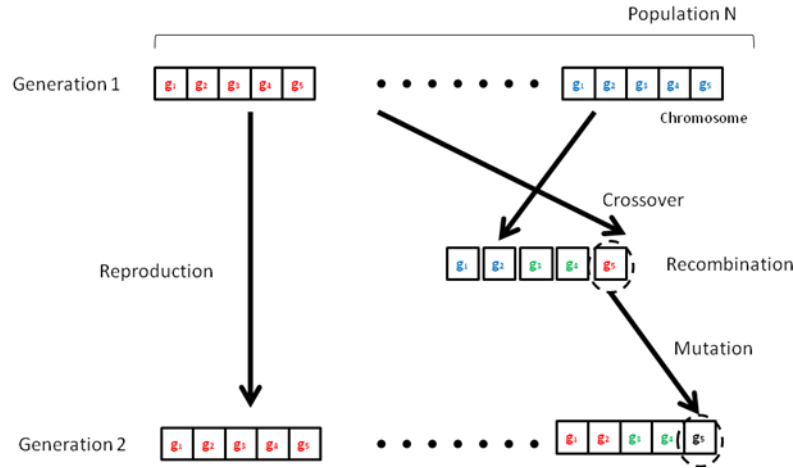 Population N
Generation 1
g₁ g₂ g₃ g₄ g₅
g₁ g₂ g₃ g₄ g₅
Chromosome
Crossover
g₁ g₂ g₃ g₄ g₅
Recombination
Reproduction
Mutation
Generation 2
g₁ g₂ g₃ g₄ g₅
g₁ g₂ g₃ g₄ g₅